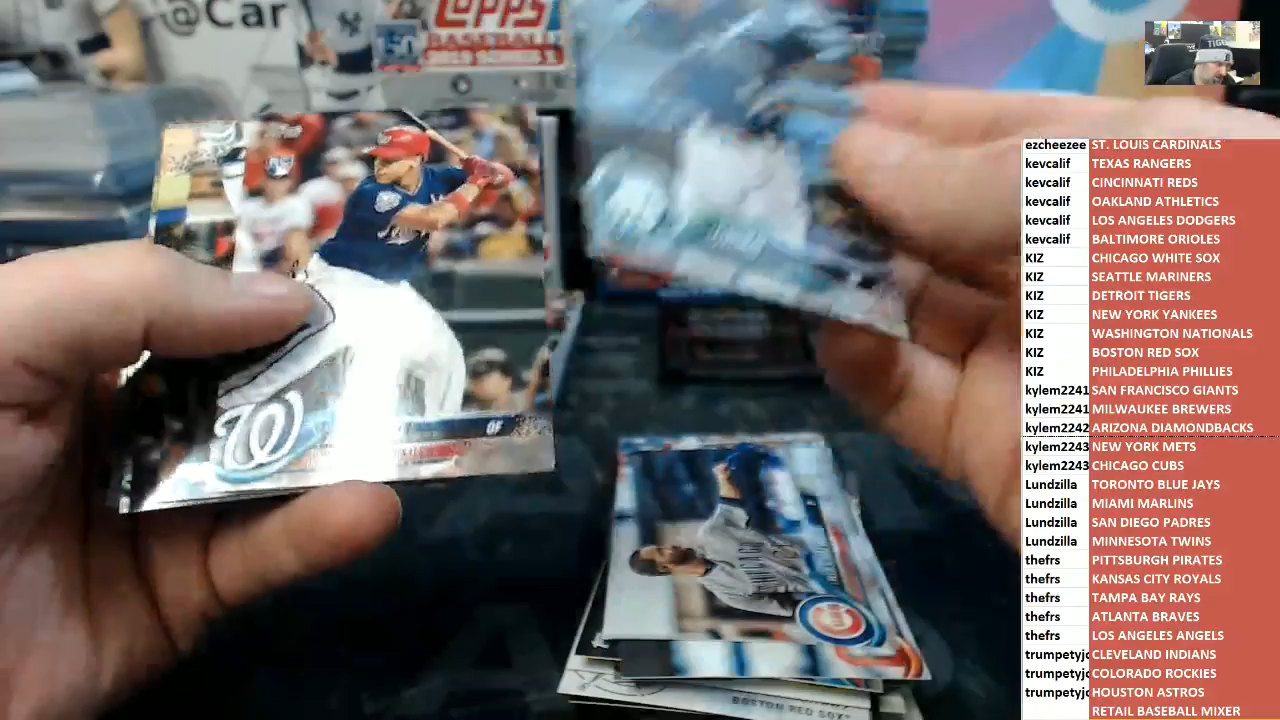 @Car
Topps
TIGE
W
OF
CHICAGO
BOSTON RED SOX
ezcheezee ST. LOUIS CARDINALS
kevcalif TEXAS RANGERS
kevcalif CINCINNATI REDS
kevcalif OAKLAND ATHLETICS
kevcalif LOS ANGELES DODGERS
kevcalif BALTIMORE ORIOLES
KIZ CHICAGO WHITE SOX
KIZ SEATTLE MARINERS
KIZ DETROIT TIGERS
KIZ NEW YORK YANKEES
KIZ WASHINGTON NATIONALS
KIZ BOSTON RED SOX
KIZ PHILADELPHIA PHILLIES
kylem2241 SAN FRANCISCO GIANTS
kylem2241 MILWAUKEE BREWERS
kylem2242 ARIZONA DIAMONDBACKS
kylem2243 NEW YORK METS
kylem2243 CHICAGO CUBS
Lundzilla TORONTO BLUE JAYS
Lundzilla MIAMI MARLINS
Lundzilla SAN DIEGO PADRES
Lundzilla MINNESOTA TWINS
thefrs PITTSBURGH PIRATES
thefrs KANSAS CITY ROYALS
thefrs TAMPA BAY RAYS
thefrs ATLANTA BRAVES
thefrs LOS ANGELES ANGELS
trumpetyjo CLEVELAND INDIANS
trumpetyjo COLORADO ROCKIES
trumpetyjo HOUSTON ASTROS
RETAIL BASEBALL MIXER